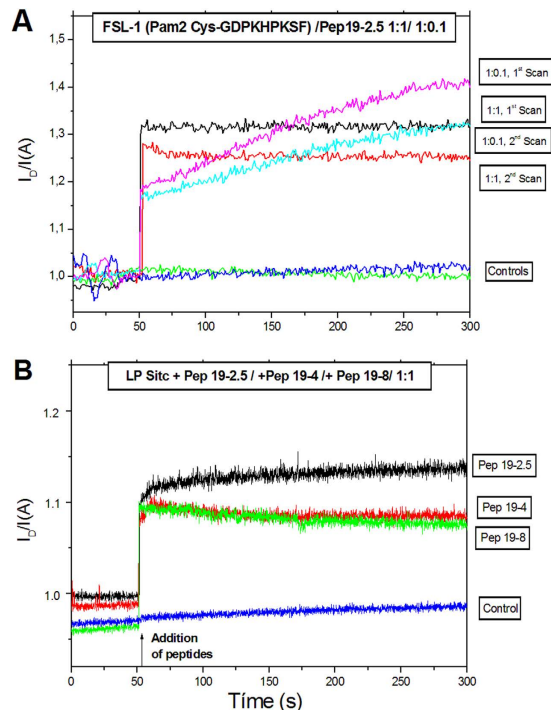 A
FSL-1 (Pam2 Cys-GDPKHPKSF) /Pep19-2.5 1:1/ 1:0.1
1,5
1,4
1,3
1,2
1,1
1,0
I_D/I(A)
1:0.1, 1st Scan
1:1, 1st Scan
1:0.1, 2nd Scan
1:1, 2nd Scan
Controls
0 50 100 150 200 250 300
B
LP Sitc + Pep 19-2.5 / +Pep 19-4 /+ Pep 19-8/ 1:1
1.2
1.1
1.0
I_D/I(A)
Pep 19-2.5
Pep 19-4
Pep 19-8
Control
Addition
of peptides
0 50 100 150 200 250 300
Tíme (s)